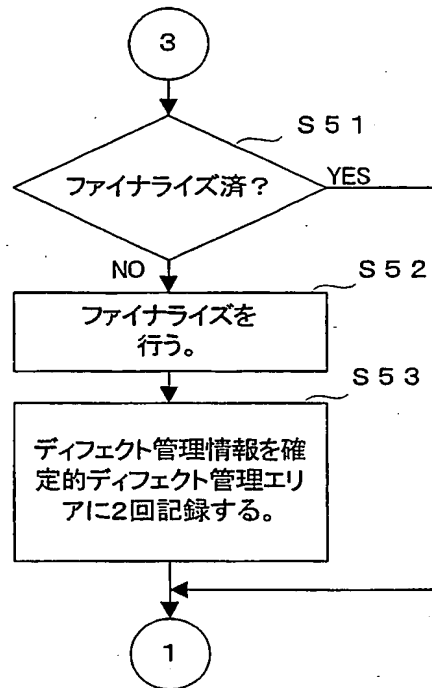 3
S51
ファイナライズ済?
YES
NO
S52
ファイナライズを
行う。
S53
ディフェクト管理情報を確
定的ディフェクト管理エリ
アに2回記録する。
1